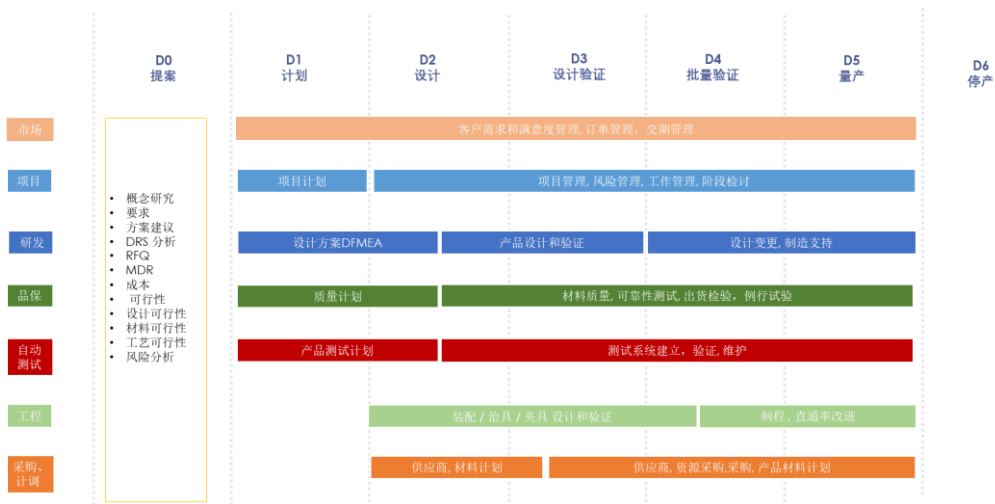 D0
提案
D1
计划
D2
设计
D3
设计验证
D4
批量验证
D5
量产
D6
停产
市场
客户需求和满意度管理, 订单管理，交期管理
项目
项目计划
项目管理, 风险管理, 工作管理, 阶段检讨
• 概念研究
• 要求
• 方案建议
• DRS 分析
• RFQ
• MDR
• 成本
• 可行性
• 设计可行性
• 材料可行性
• 工艺可行性
• 风险分析
研发
设计方案DFMEA
产品设计和验证
设计变更, 制造支持
品保
质量计划
材料质量, 可靠性测试, 出货检验，例行试验
自动
测试
产品测试计划
测试系统建立，验证, 维护
工程
装配 / 治具 / 夹具 设计和验证
制程 , 直通率改进
采购、
计调
供应商, 材料计划
供应商, 资源采购,采购, 产品材料计划